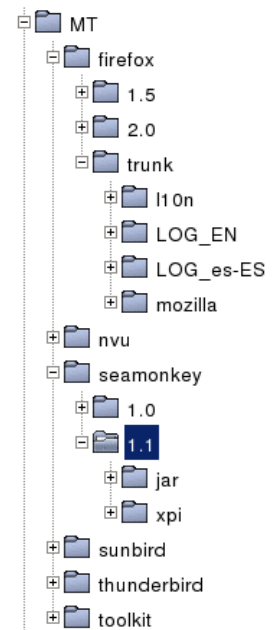 MT
firefox
1.5
2.0
trunk
l10n
LOG_EN
LOG_es-ES
mozilla
nvu
seamonkey
1.0
1.1
jar
xpi
sunbird
thunderbird
toolkit